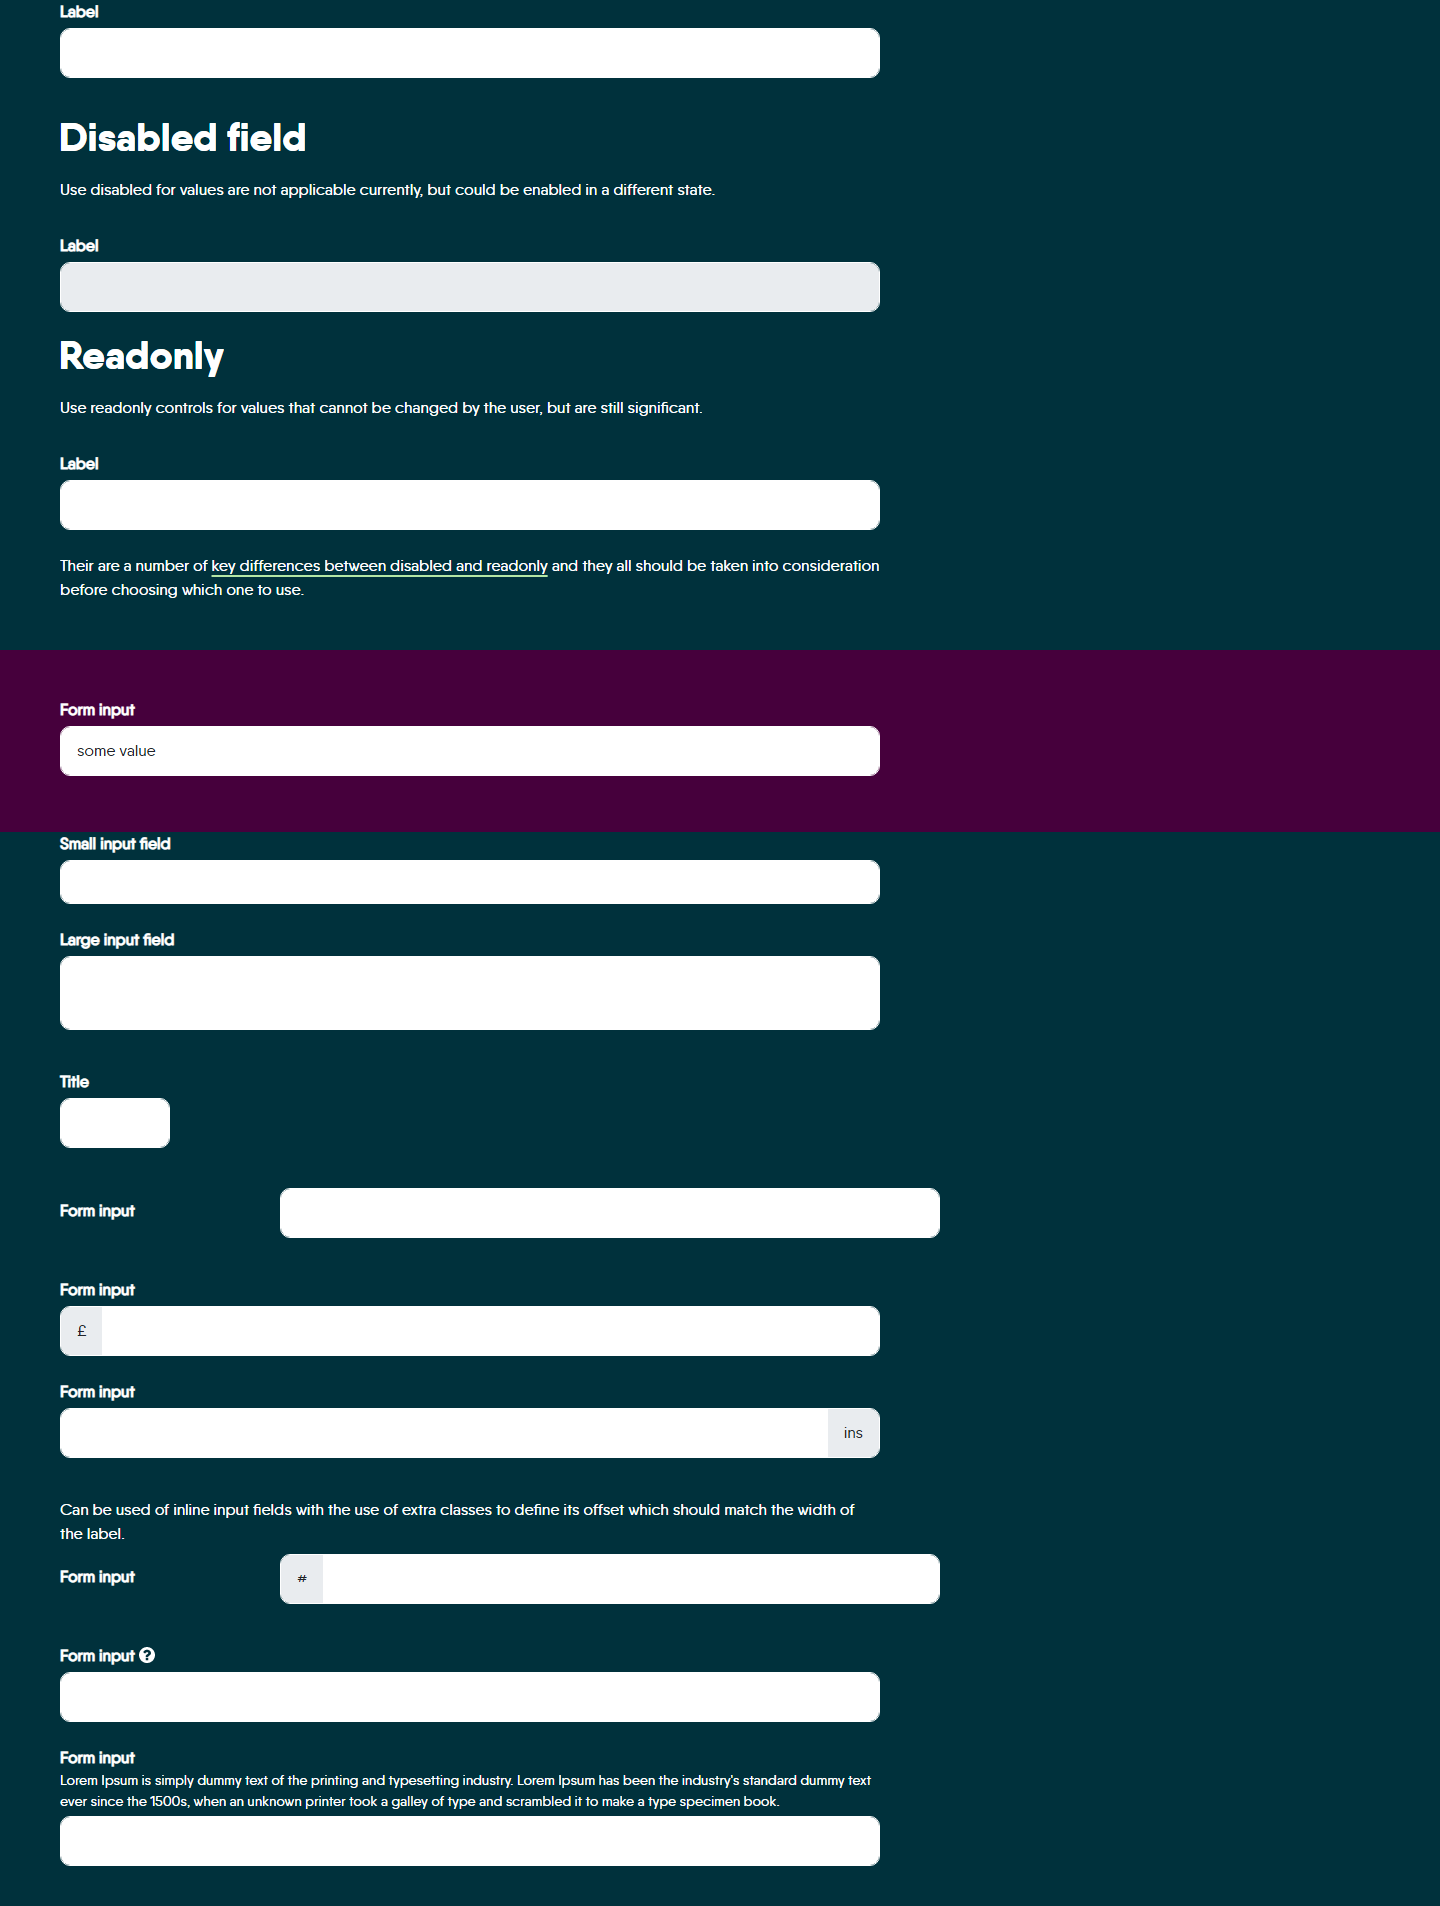 Label
Disabled field
Use disabled for values are not applicable currently, but could be enabled in a different state.
Label
Readonly
Use readonly controls for values that cannot be changed by the user, but are still significant.
Label
Their are a number of key differences between disabled and readonly and they all should be taken into consideration
before choosing which one to use.
Form input
some value
Small input field
Large input field
Title
Form input
Form input
£
Form input
ins
Can be used of inline input fields with the use of extra classes to define its offset which should match the width of
the label.
Form input
#
Form input ?
Form input
Lorem Ipsum is simply dummy text of the printing and typesetting industry. Lorem Ipsum has been the industry's standard dummy text
ever since the 1500s, when an unknown printer took a galley of type and scrambled it to make a type specimen book.